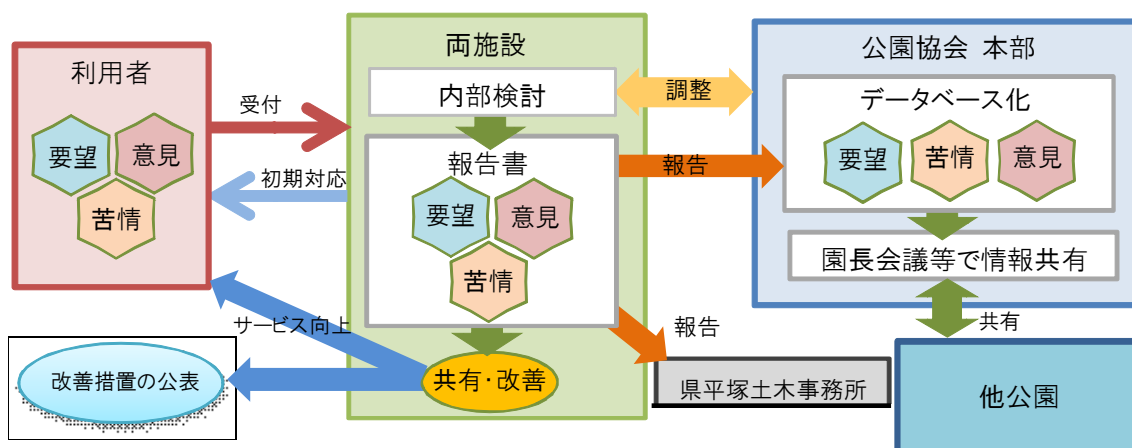 利用者
要望
意見
苦情
受付
初期対応
サービス向上
改善措置の公表
両施設
内部検討
報告書
要望
意見
苦情
共有・改善
調整
報告
報告
県平塚土木事務所
公園協会 本部
データベース化
要望
苦情
意見
園長会議等で情報共有
共有
他公園